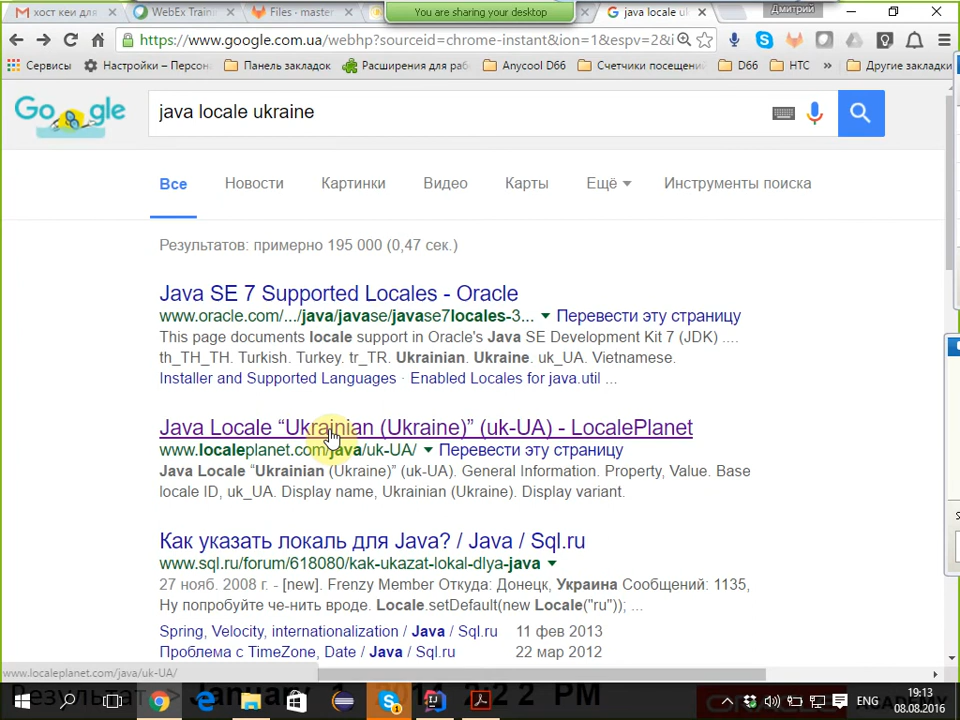 хост кеи для
WebEx Traini
Files - master
You are sharing your desktop
java locale uk
Дмитрий
https://www.google.com.ua/webhp?sourceid=chrome-instant&ion=1&espv=2&i
Сервисы
Настройки – Персон
Панель закладок
Расширения для раб
Anycool D66
Счетчики посещени
D66
НТС
»
Другие закладки
Google
java locale ukraine
Все
Новости
Картинки
Видео
Карты
Ещё
Инструменты поиска
Результатов: примерно 195 000 (0,47 сек.)
Java SE 7 Supported Locales - Oracle
www.oracle.com/.../java/javase/javase7locales-3... Перевести эту страницу
This page documents locale support in Oracle's Java SE Development Kit 7 (JDK) ....
th_TH_TH. Turkish. Turkey. tr_TR. Ukrainian. Ukraine. uk_UA. Vietnamese.
Installer and Supported Languages · Enabled Locales for java.util ...
Java Locale “Ukrainian (Ukraine)” (uk-UA) - LocalePlanet
www.localeplanet.com/java/uk-UA/ Перевести эту страницу
Java Locale “Ukrainian (Ukraine)” (uk-UA). General Information. Property, Value. Base
locale ID, uk_UA. Display name, Ukrainian (Ukraine). Display variant.
Как указать локаль для Java? / Java / Sql.ru
www.sql.ru/forum/618080/kak-ukazat-lokal-dlya-java
27 нояб. 2008 г. - [new]. Frenzy Member Откуда: Донецк, Украина Сообщений: 1135,
Ну попробуйте че-нить вроде. Locale.setDefault(new Locale("ru")); ...
Spring, Velocity, internationalization / Java / Sql.ru 11 фев 2013
Проблема с TimeZone, Date / Java / Sql.ru 22 мар 2012
www.localeplanet.com/java/uk-UA/
ENG
19:13
08.08.2016